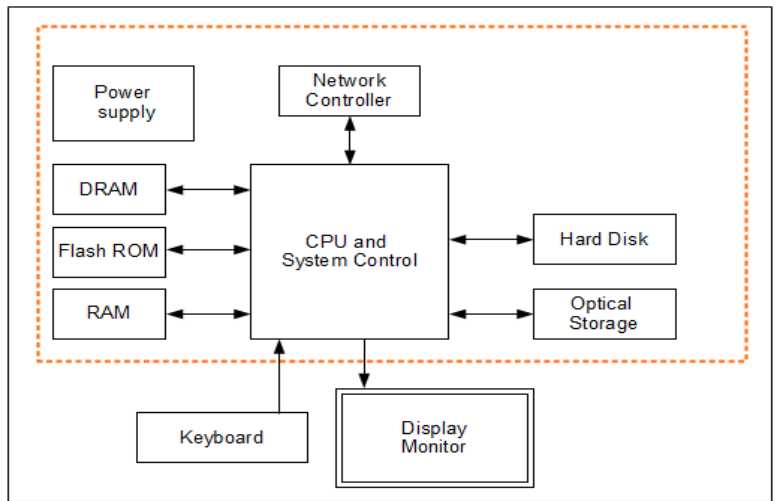 Power
supply
Network
Controller
DRAM
Flash ROM
RAM
CPU and
System Control
Hard Disk
Optical
Storage
Keyboard
Display
Monitor